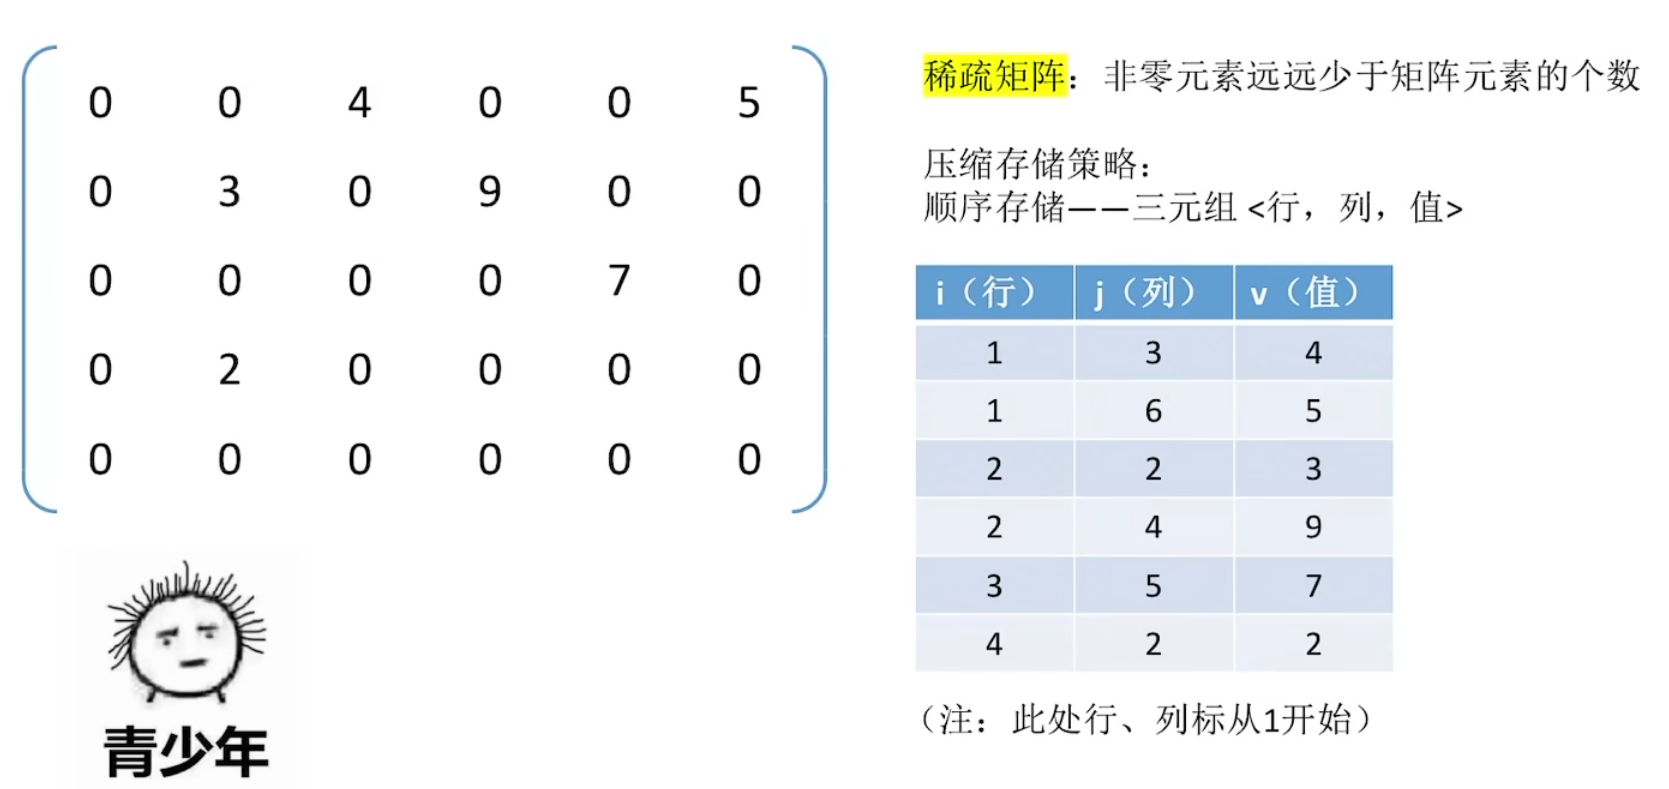 0 0 4 0 0 5
0 3 0 9 0 0
0 0 0 0 7 0
0 2 0 0 0 0
0 0 0 0 0 0
青少年
稀疏矩阵：非零元素远远少于矩阵元素的个数
压缩存储策略：
顺序存储——三元组 <行，列，值>
i（行） j（列） v（值）
1 3 4
1 6 5
2 2 3
2 4 9
3 5 7
4 2 2
（注：此处行、列标从1开始）